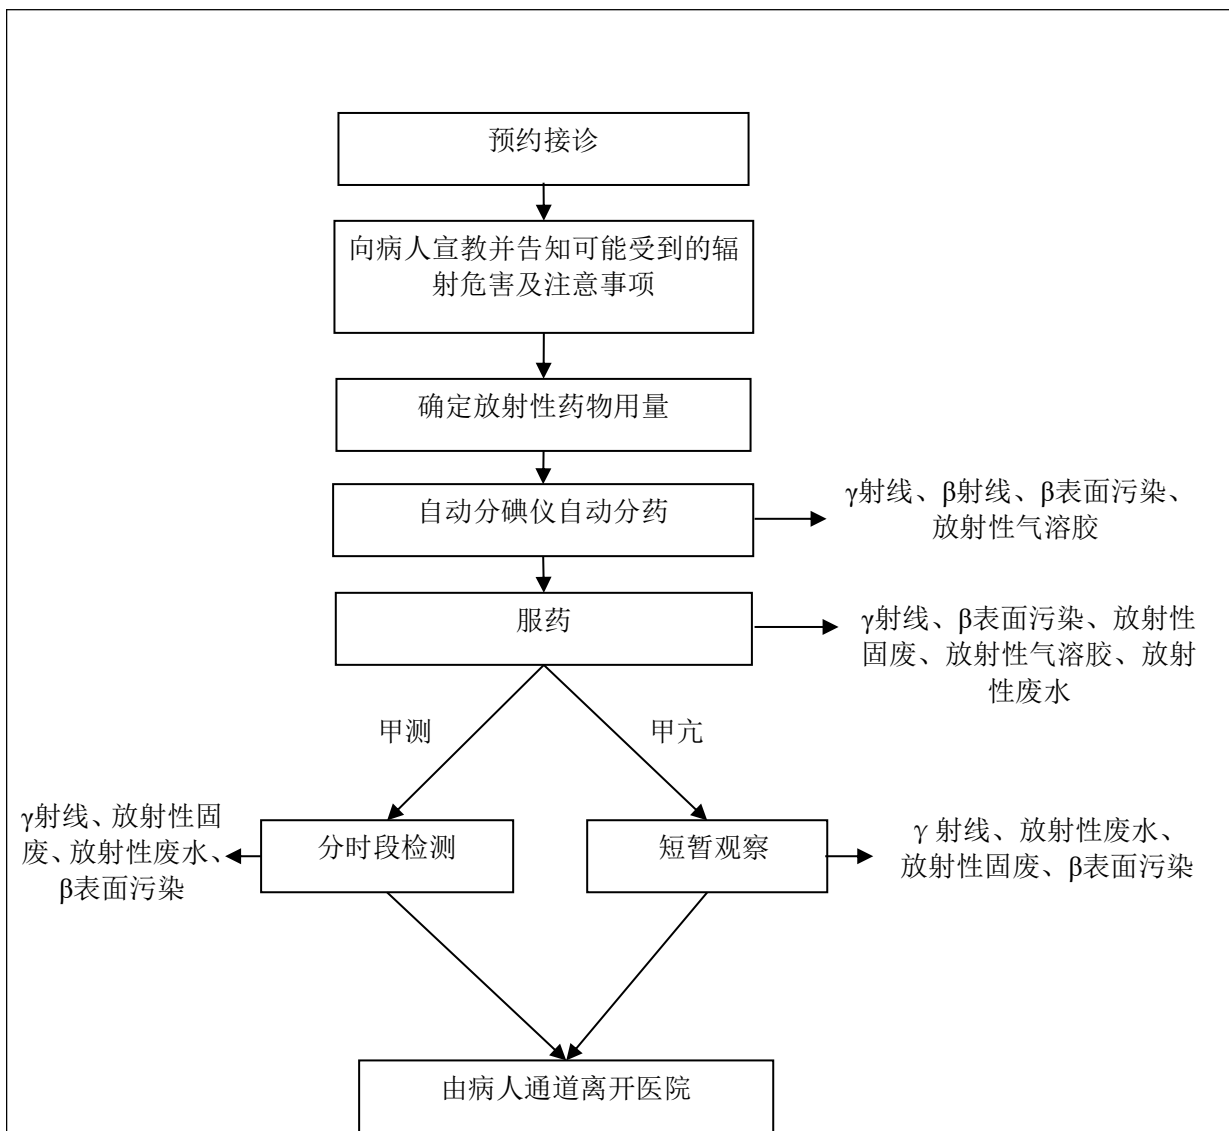 预约接诊
向病人宣教并告知可能受到的辐
射危害及注意事项
确定放射性药物用量
自动分碘仪自动分药
γ射线、β射线、β表面污染、
放射性气溶胶
服药
γ射线、β表面污染、放射性
固废、放射性气溶胶、放射
性废水
甲测
甲亢
γ射线、放射性固
废、放射性废水、
β表面污染
分时段检测
短暂观察
γ 射线、放射性废水、
放射性固废、β表面污染
由病人通道离开医院